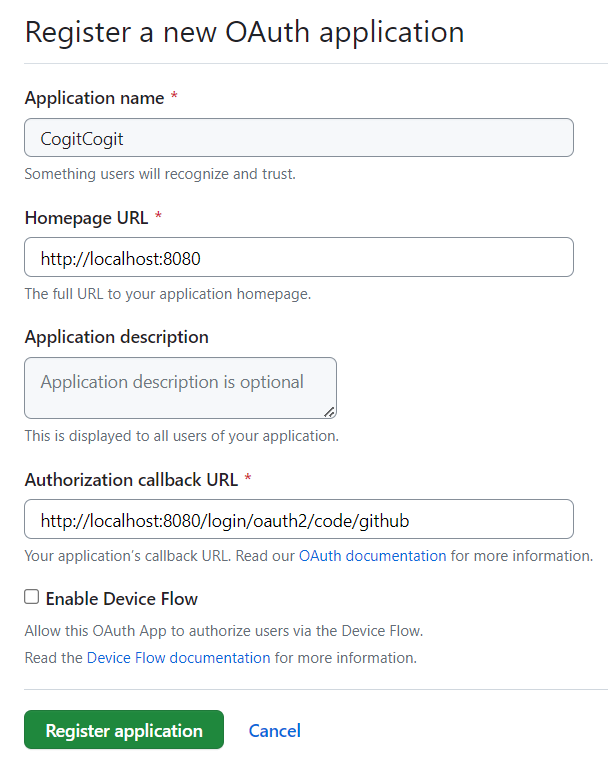 Register a new OAuth application
Application name *
CogitCogit
Something users will recognize and trust.
Homepage URL *
http://localhost:8080
The full URL to your application homepage.
Application description
Application description is optional
This is displayed to all users of your application.
Authorization callback URL *
http://localhost:8080/login/oauth2/code/github
Your application’s callback URL. Read our OAuth documentation for more information.
Enable Device Flow
Allow this OAuth App to authorize users via the Device Flow.
Read the Device Flow documentation for more information.
Register application Cancel